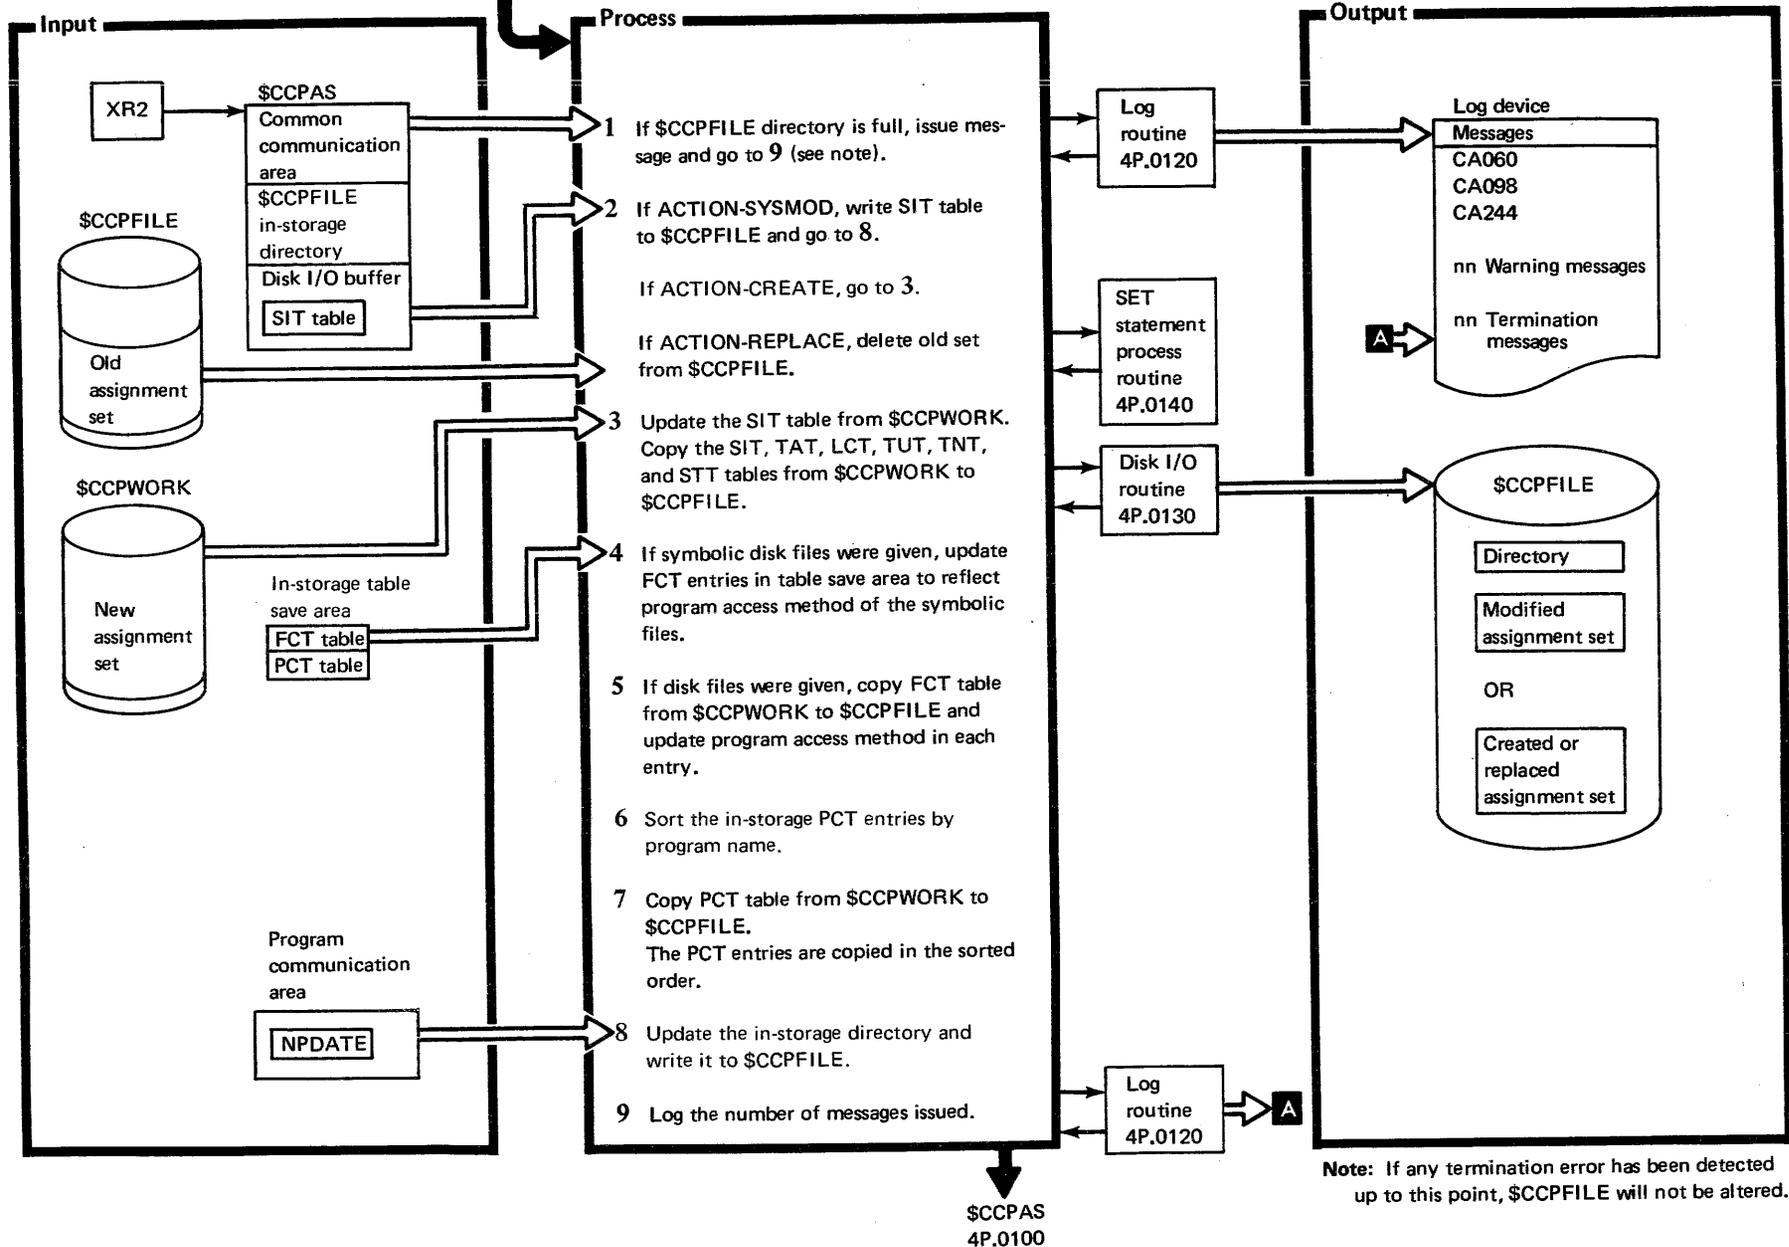 Input
XR2
$CCPAS
Common
communication
area
$CCPFILE
in-storage
directory
Disk I/O buffer
SIT table
$CCPFILE
Old
assignment
set
$CCPWORK
New
assignment
set
In-storage table
save area
FCT table
PCT table
Program
communication
area
NPDATE
Process
1 If $CCPFILE directory is full, issue mes-
sage and go to 9 (see note).
2 If ACTION-SYSMOD, write SIT table
to $CCPFILE and go to 8.
If ACTION-CREATE, go to 3.
If ACTION-REPLACE, delete old set
from $CCPFILE.
3 Update the SIT table from $CCPWORK.
Copy the SIT, TAT, LCT, TUT, TNT,
and STT tables from $CCPWORK to
$CCPFILE.
4 If symbolic disk files were given, update
FCT entries in table save area to reflect
program access method of the symbolic
files.
5 If disk files were given, copy FCT table
from $CCPWORK to $CCPFILE and
update program access method in each
entry.
6 Sort the in-storage PCT entries by
program name.
7 Copy PCT table from $CCPWORK to
$CCPFILE.
The PCT entries are copied in the sorted
order.
8 Update the in-storage directory and
write it to $CCPFILE.
9 Log the number of messages issued.
$CCPAS
4P.0100
Log
routine
4P.0120
SET
statement
process
routine
4P.0140
Disk I/O
routine
4P.0130
Log
routine
4P.0120
A
Output
Log device
Messages
CA060
CA098
CA244
nn Warning messages
nn Termination
messages
A
$CCPFILE
Directory
Modified
assignment set
OR
Created or
replaced
assignment set
Note: If any termination error has been detected
up to this point, $CCPFILE will not be altered.